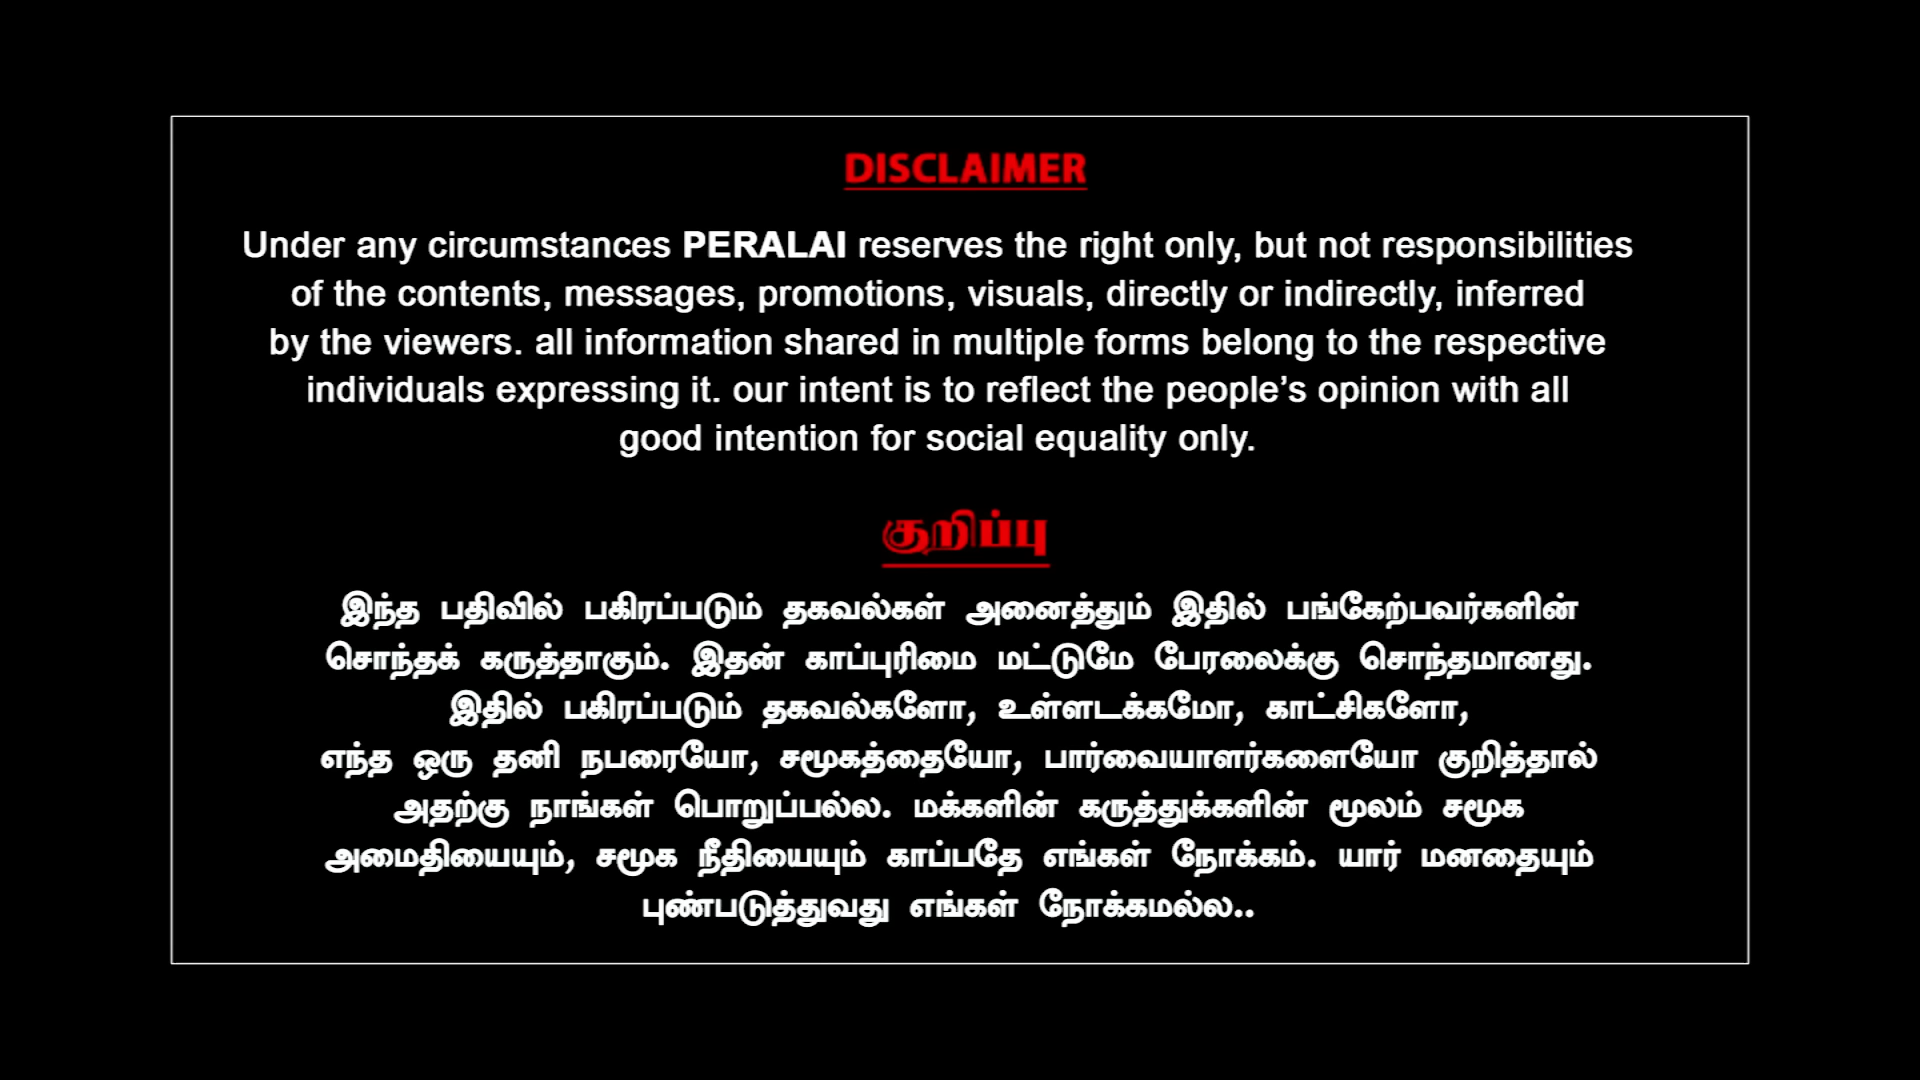 DISCLAIMER
Under any circumstances PERALAI reserves the right only, but not responsibilities
of the contents, messages, promotions, visuals, directly or indirectly, inferred
by the viewers. all information shared in multiple forms belong to the respective
individuals expressing it. our intent is to reflect the people’s opinion with all
good intention for social equality only.
குறிப்பு
இந்த பதிவில் பகிரப்படும் தகவல்கள் அனைத்தும் இதில் பங்கேற்பவர்களின்
சொந்தக் கருத்தாகும். இதன் காப்புரிமை மட்டுமே பேரலைக்கு சொந்தமானது.
இதில் பகிரப்படும் தகவல்களோ, உள்ளடக்கமோ, காட்சிகளோ,
எந்த ஒரு தனி நபரையோ, சமூகத்தையோ, பார்வையாளர்களையோ குறித்தால்
அதற்கு நாங்கள் பொறுப்பல்ல. மக்களின் கருத்துக்களின் மூலம் சமூக
அமைதியையும், சமூக நீதியையும் காப்பதே எங்கள் நோக்கம். யார் மனதையும்
புண்படுத்துவது எங்கள் நோக்கமல்ல..